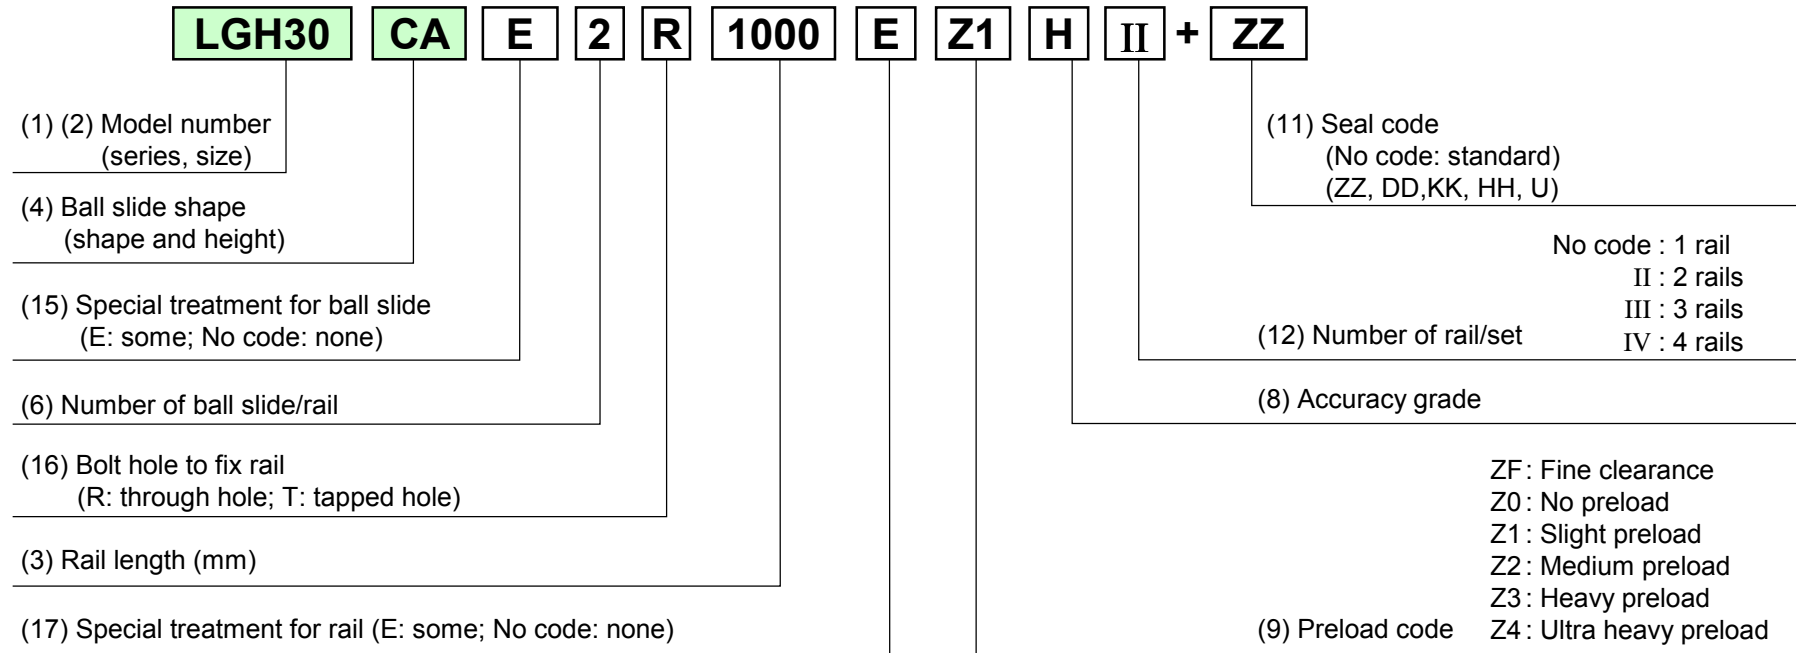 LGH30 CA E 2 R 1000 E Z1 H II + ZZ
(1) (2) Model number
(series, size)
(4) Ball slide shape
(shape and height)
(15) Special treatment for ball slide
(E: some; No code: none)
(6) Number of ball slide/rail
(16) Bolt hole to fix rail
(R: through hole; T: tapped hole)
(3) Rail length (mm)
(17) Special treatment for rail (E: some; No code: none)
(11) Seal code
(No code: standard)
(ZZ, DD,KK, HH, U)
No code : 1 rail
II : 2 rails
III : 3 rails
(12) Number of rail/set IV : 4 rails
(8) Accuracy grade
ZF : Fine clearance
Z0 : No preload
Z1 : Slight preload
Z2 : Medium preload
Z3 : Heavy preload
(9) Preload code Z4 : Ultra heavy preload